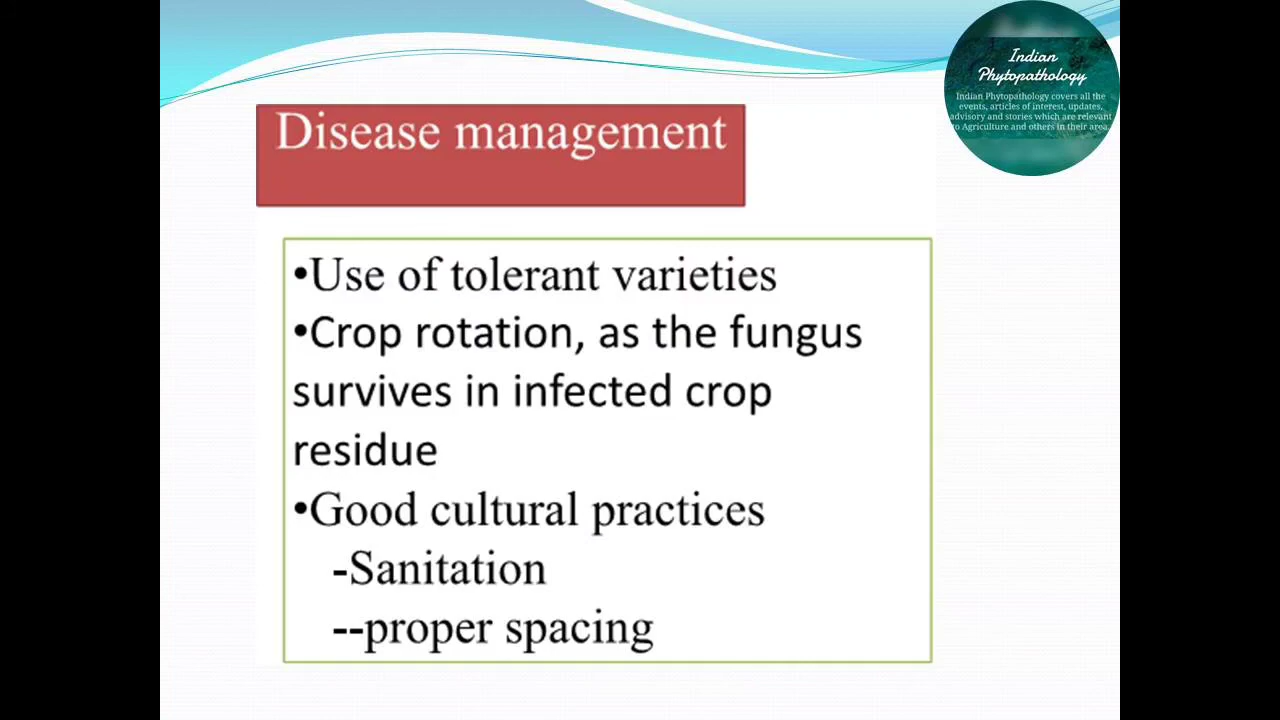 Indian
Phytopathology
Indian Phytopathology covers all the
events, articles of interest, updates,
advisory and stories which are relevant
to Agriculture and others in their area.
Disease management
•Use of tolerant varieties
•Crop rotation, as the fungus
survives in infected crop
residue
•Good cultural practices
-Sanitation
--proper spacing